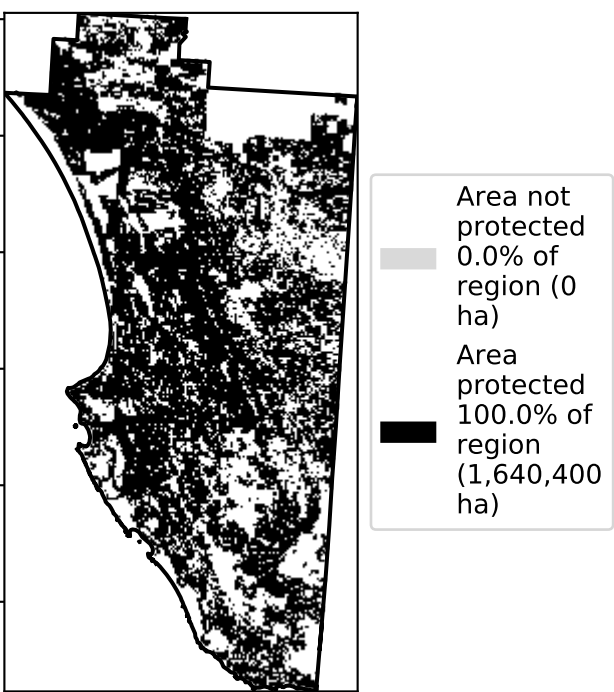 Area not
protected
0.0% of
region (0
ha)
Area
protected
100.0% of
region
(1,640,400
ha)